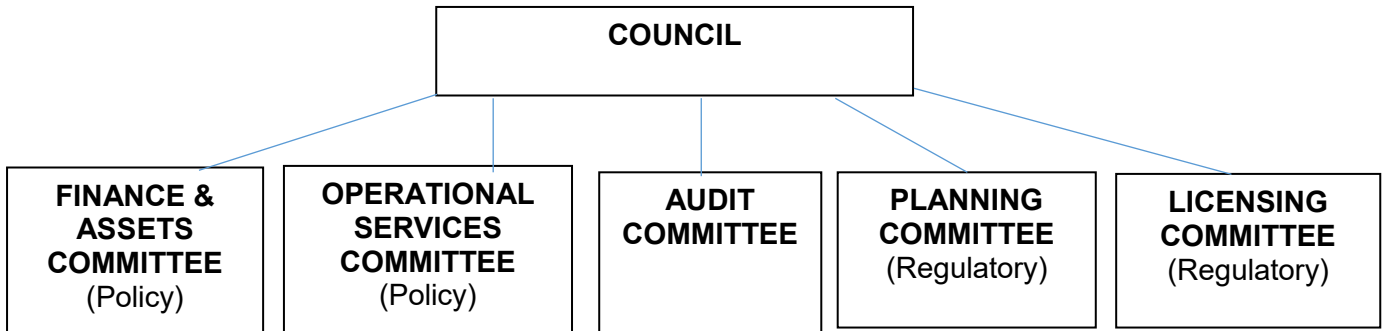 COUNCIL
FINANCE &
ASSETS
COMMITTEE
(Policy)
OPERATIONAL
SERVICES
COMMITTEE
(Policy)
AUDIT
COMMITTEE
PLANNING
COMMITTEE
(Regulatory)
LICENSING
COMMITTEE
(Regulatory)